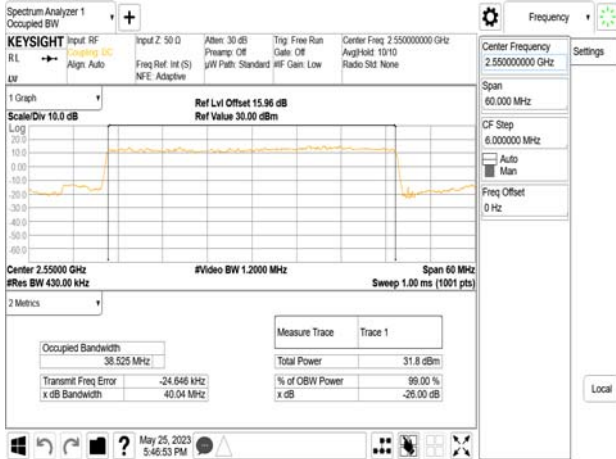 Spectrum Analyzer 1
Occupied BW
Frequency
KEYSIGHT
RL
Input: RF
Coupling: DC
Align: Auto
Input Z: 50 Ω
Freq Ref: Int (S)
NFE: Adaptive
Atten: 30 dB
Preamp: Off
µW Path: Standard
Trig: Free Run
Gate: Off
#IF Gain: Low
Center Freq: 2.550000000 GHz
Avg|Hold: 10/10
Radio Std: None
1 Graph
Scale/Div 10.0 dB
Ref Lvl Offset 15.96 dB
Ref Value 30.00 dBm
Log
20.0
10.0
0.00
-10.0
-20.0
-30.0
-40.0
-50.0
-60.0
Center 2.55000 GHz
#Res BW 430.00 kHz
#Video BW 1.2000 MHz
Span 60 MHz
Sweep 1.00 ms (1001 pts)
2 Metrics
Occupied Bandwidth
38.525 MHz
Transmit Freq Error -24.646 kHz
x dB Bandwidth 40.04 MHz
Measure Trace Trace 1
Total Power 31.8 dBm
% of OBW Power 99.00 %
x dB -26.00 dB
Center Frequency
2.550000000 GHz
Span
60.000 MHz
CF Step
6.000000 MHz
Auto
Man
Freq Offset
0 Hz
Settings
Local
May 25, 2023
5:46:53 PM